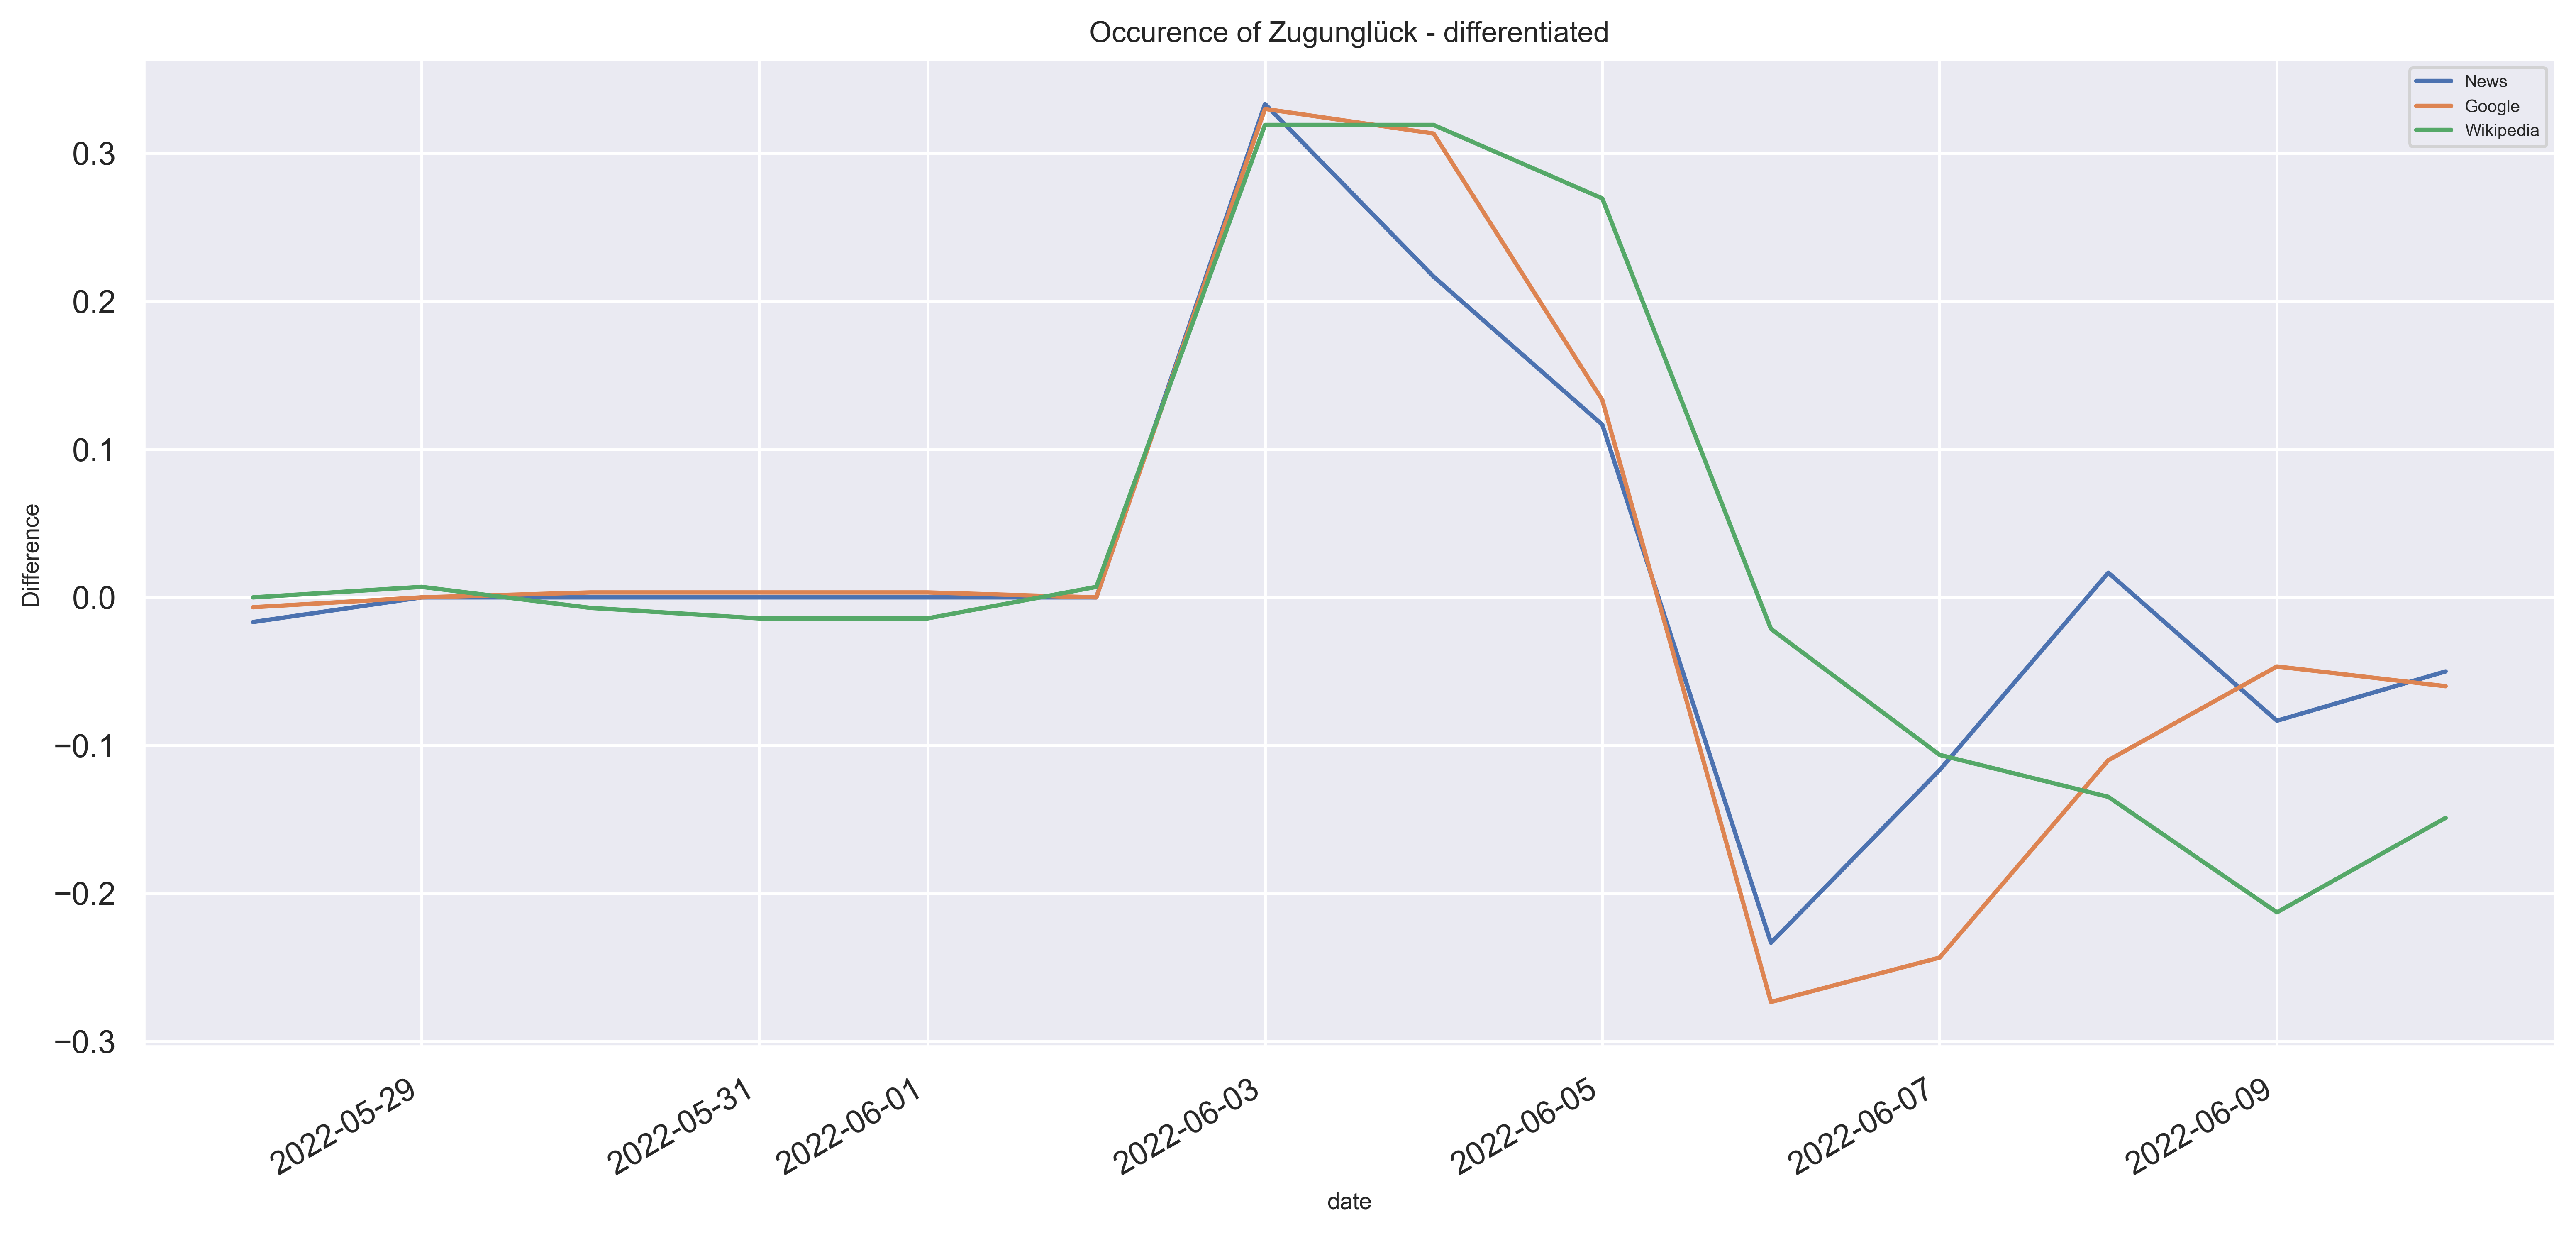 Occurence of Zugunglück - differentiated
News
Google
Wikipedia
0.3
0.2
0.1
0.0
−0.1
−0.2
−0.3
Difference
2022-05-29
2022-05-31
2022-06-01
2022-06-03
2022-06-05
2022-06-07
2022-06-09
date